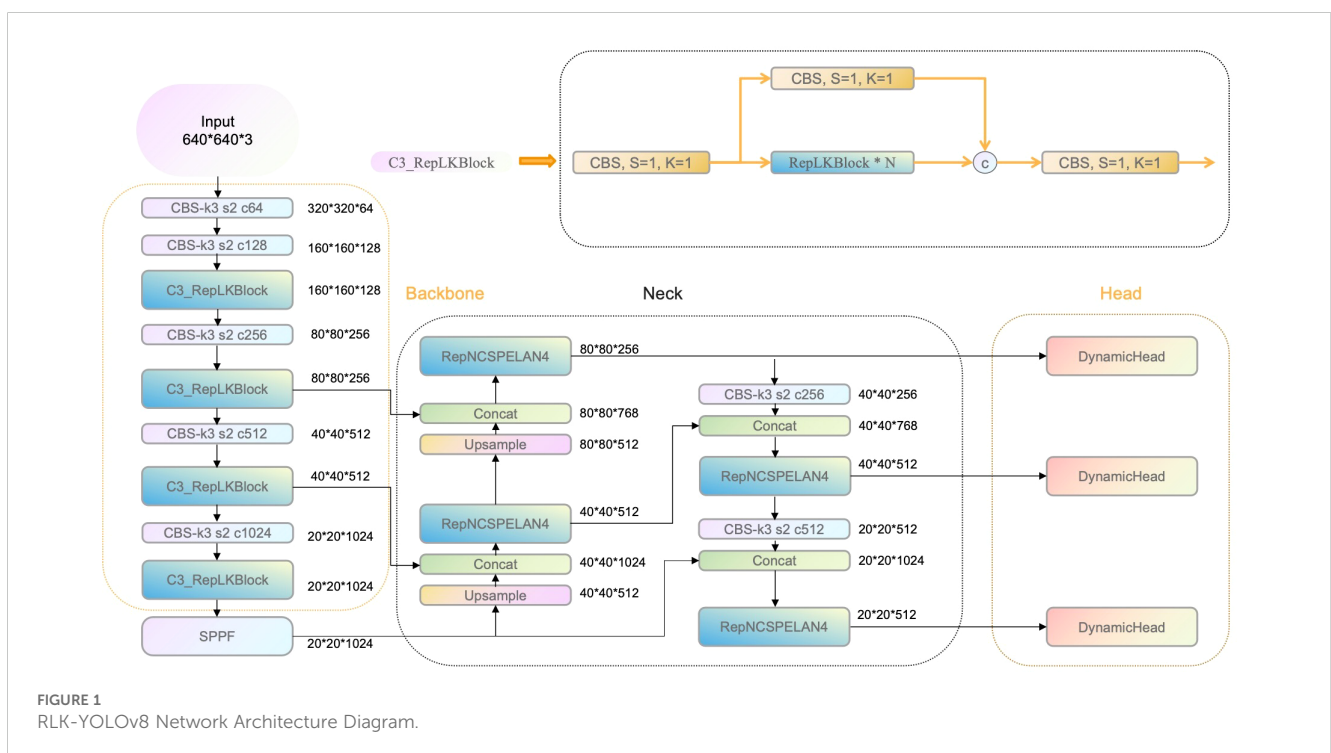 Input
640*640*3
CBS-k3 s2 c64
320*320*64
CBS-k3 s2 c128
160*160*128
C3_RepLKBlock
160*160*128
CBS-k3 s2 c256
80*80*256
C3_RepLKBlock
80*80*256
CBS-k3 s2 c512
40*40*512
C3_RepLKBlock
40*40*512
CBS-k3 s2 c1024
20*20*1024
C3_RepLKBlock
20*20*1024
SPPF
20*20*1024
C3_RepLKBlock
CBS, S=1, K=1
CBS, S=1, K=1
RepLKBlock * N
c
CBS, S=1, K=1
Backbone
Neck
Head
RepNCSPELAN4
80*80*256
Concat
80*80*768
Upsample
80*80*512
RepNCSPELAN4
40*40*512
Concat
40*40*1024
Upsample
40*40*512
CBS-k3 s2 c256
40*40*256
Concat
40*40*768
RepNCSPELAN4
40*40*512
CBS-k3 s2 c512
20*20*512
Concat
20*20*1024
RepNCSPELAN4
20*20*512
DynamicHead
DynamicHead
DynamicHead
FIGURE 1
RLK-YOLOv8 Network Architecture Diagram.